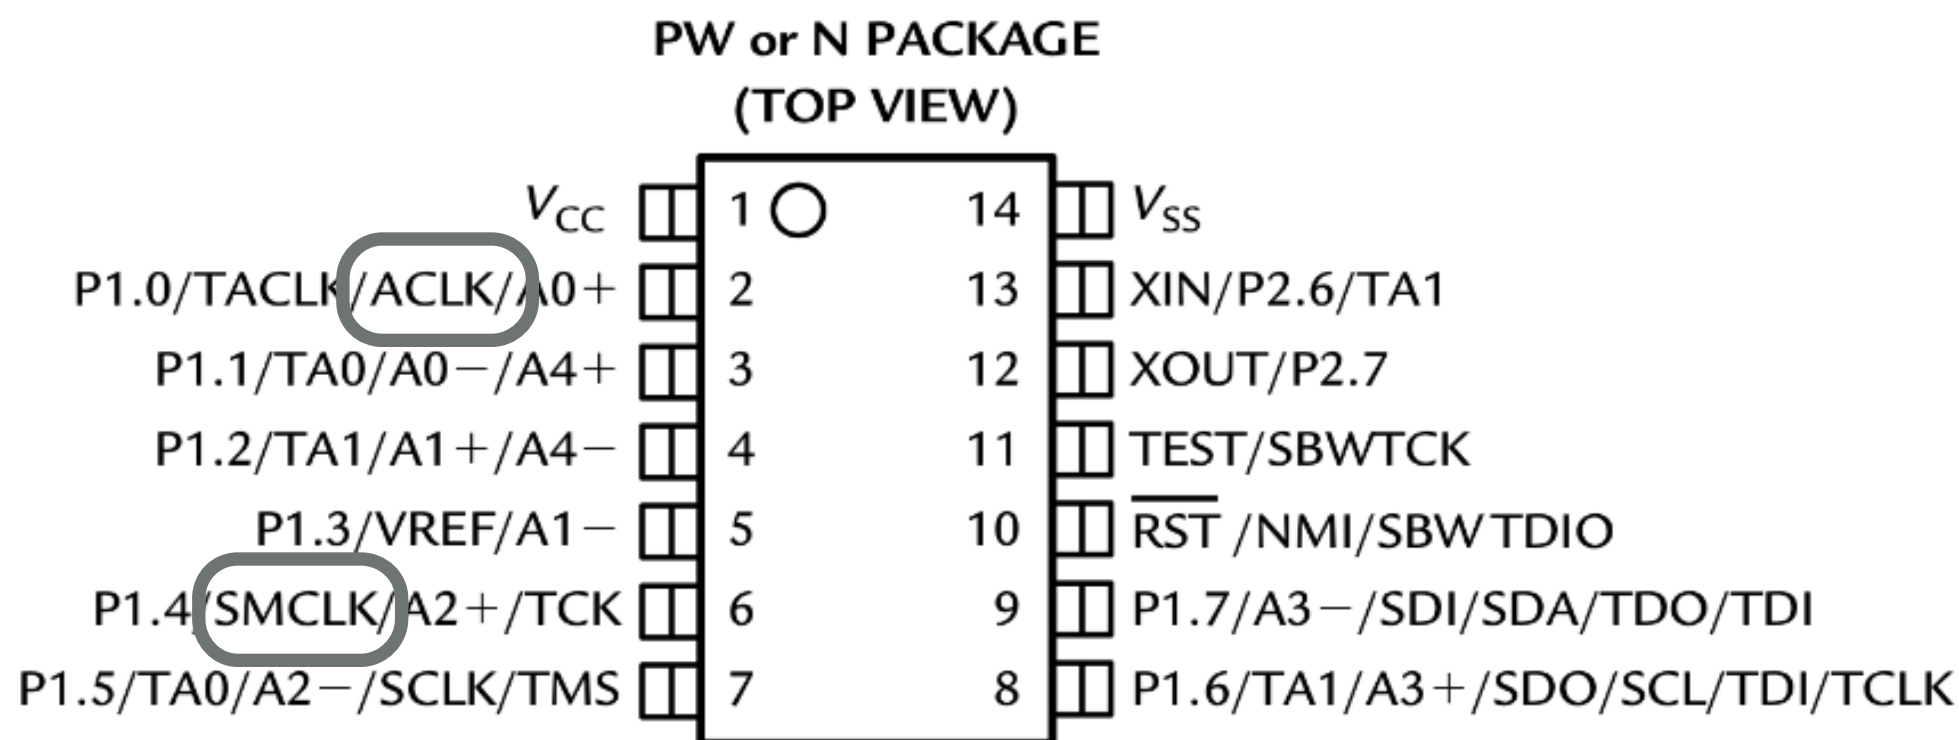 PW or N PACKAGE
(TOP VIEW)
VCC 1 14 VSS
P1.0/TACLK/ACLK/A0+ 2 13 XIN/P2.6/TA1
P1.1/TA0/A0−/A4+ 3 12 XOUT/P2.7
P1.2/TA1/A1+/A4− 4 11 TEST/SBWTCK
P1.3/VREF/A1− 5 10 RST /NMI/SBWTDIO
P1.4/SMCLK/A2+/TCK 6 9 P1.7/A3−/SDI/SDA/TDO/TDI
P1.5/TA0/A2−/SCLK/TMS 7 8 P1.6/TA1/A3+/SDO/SCL/TDI/TCLK